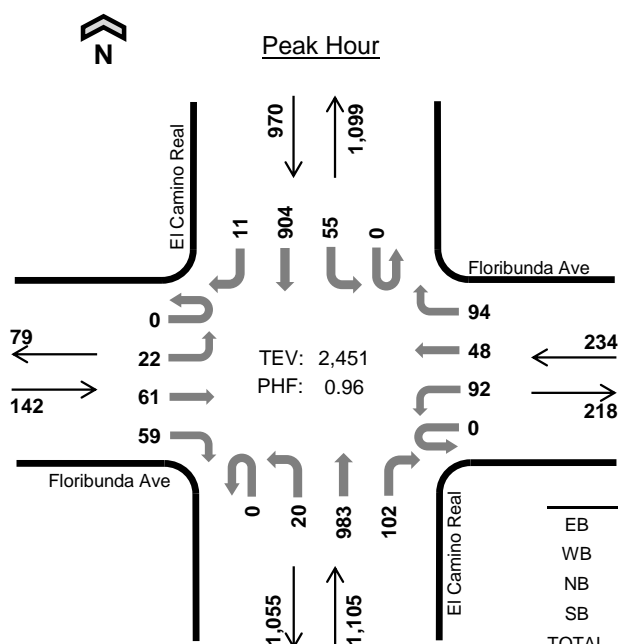 Peak Hour
N
970
1,099
El Camino Real
11
904
55
0
Floribunda Ave
0
94
79
22
TEV: 2,451
48
234
142
61
PHF: 0.96
92
218
59
0
Floribunda Ave
0
20
983
102
El Camino Real
1,055
1,105
EB
WB
NB
SB
TOTAL